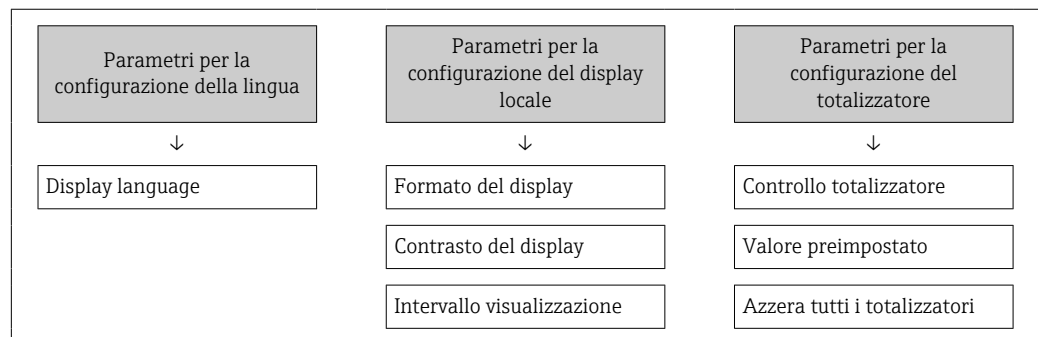 Parametri per la
configurazione della lingua
↓
Display language
Parametri per la
configurazione del display
locale
↓
Formato del display
Contrasto del display
Intervallo visualizzazione
Parametri per la
configurazione del
totalizzatore
↓
Controllo totalizzatore
Valore preimpostato
Azzera tutti i totalizzatori